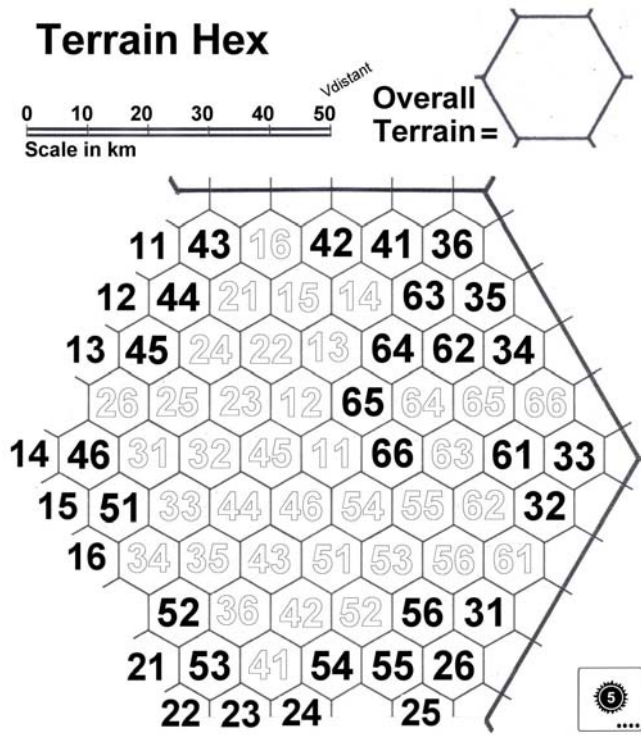 Terrain Hex
Vdistant
0 10 20 30 40 50
Scale in km
Overall
Terrain =
11 43 16 42 41 36
12 44 21 15 14 63 35
13 45 24 22 13 64 62 34
26 25 23 12 65 64 65 66
14 46 31 32 45 11 66 63 61 33
15 51 33 44 46 54 55 62 32
16 34 35 43 51 53 56 61
52 36 42 52 56 31
21 53 41 54 55 26
22 23 24 25
5